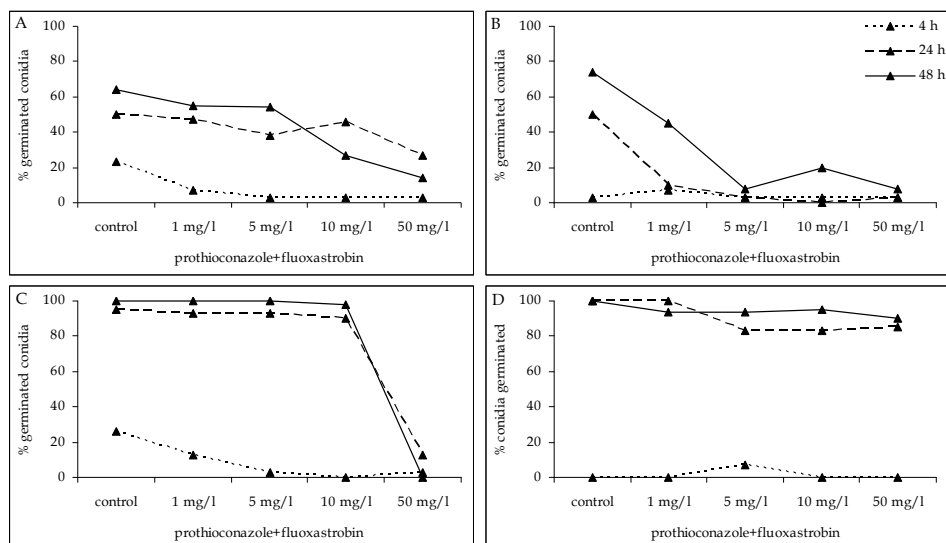 A
% germinated conidia
100
80
60
40
20
0
control 1 mg/l 5 mg/l 10 mg/l 50 mg/l
prothioconazole+fluoxastrobin
B
% germinated conidia
100
80
60
40
20
0
control 1 mg/l 5 mg/l 10 mg/l 50 mg/l
prothioconazole+fluoxastrobin
4 h
24 h
48 h
C
% germinated conidia
100
80
60
40
20
0
control 1 mg/l 5 mg/l 10 mg/l 50 mg/l
prothioconazole+fluoxastrobin
D
% conidia germinated
100
80
60
40
20
0
control 1 mg/l 5 mg/l 10 mg/l 50 mg/l
prothioconazole+fluoxastrobin